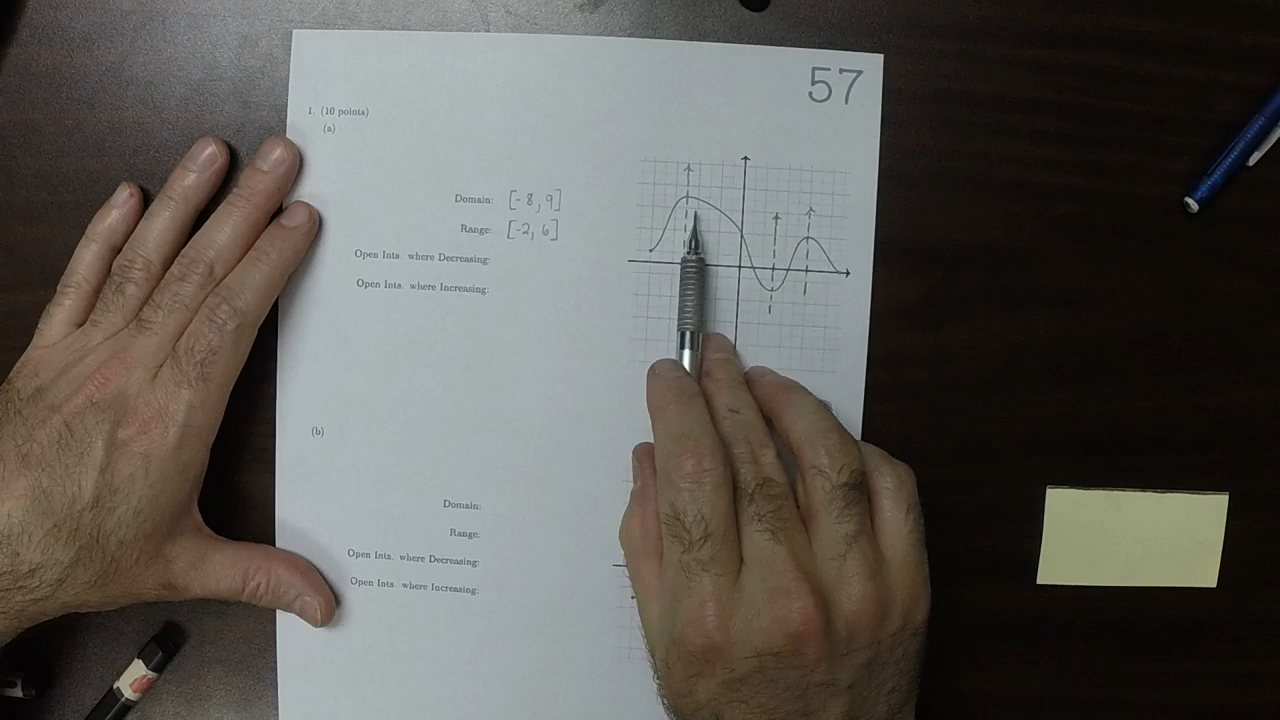 57
1. (10 points)
(a)
Domain: [-8, 9]
Range: [-2, 6]
Open Ints. where Decreasing:
Open Ints. where Increasing:
(b)
Domain:
Range:
Open Ints. where Decreasing:
Open Ints. where Increasing: